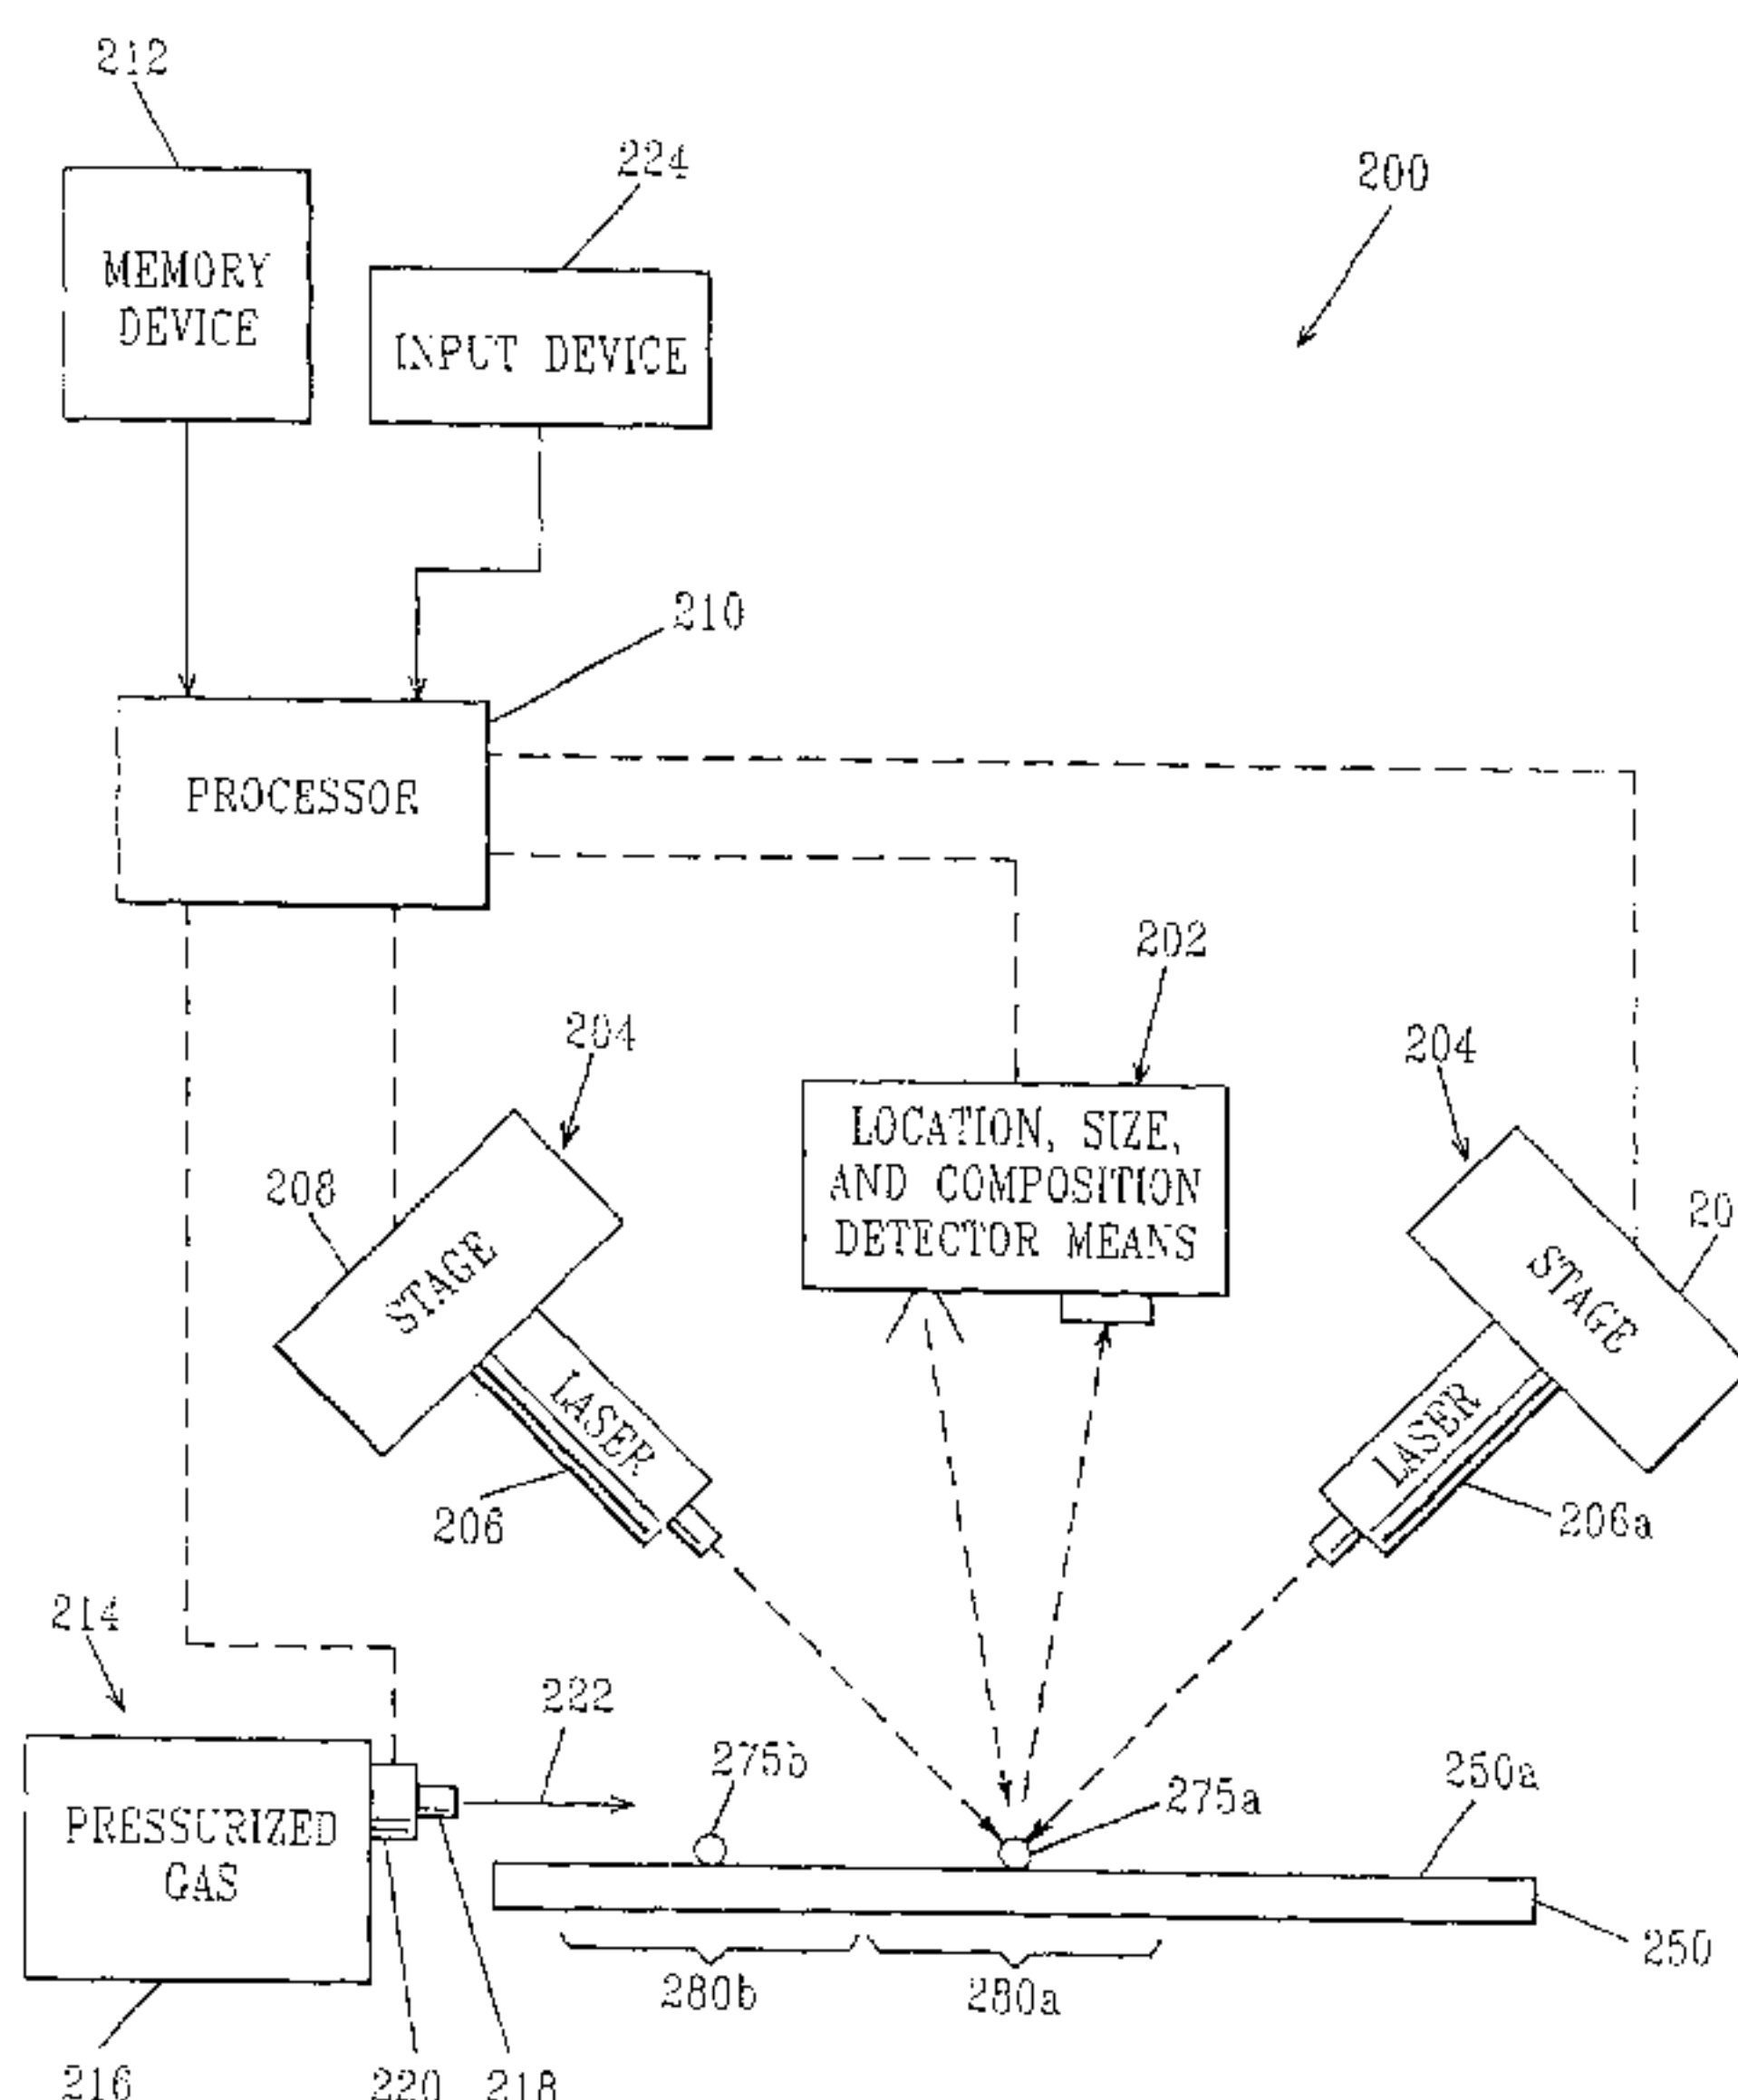 212
224
200
MEMORY
DEVICE
INPUT DEVICE
210
PROCESSOR
202
204
204
LOCATION, SIZE,
AND COMPOSITION
DETECTOR MEANS
208
20
STAGE
STAGE
LASER
LASER
206
206a
214
222
275b
275a
250a
PRESSURIZED
GAS
250
280b
280a
216
220
218